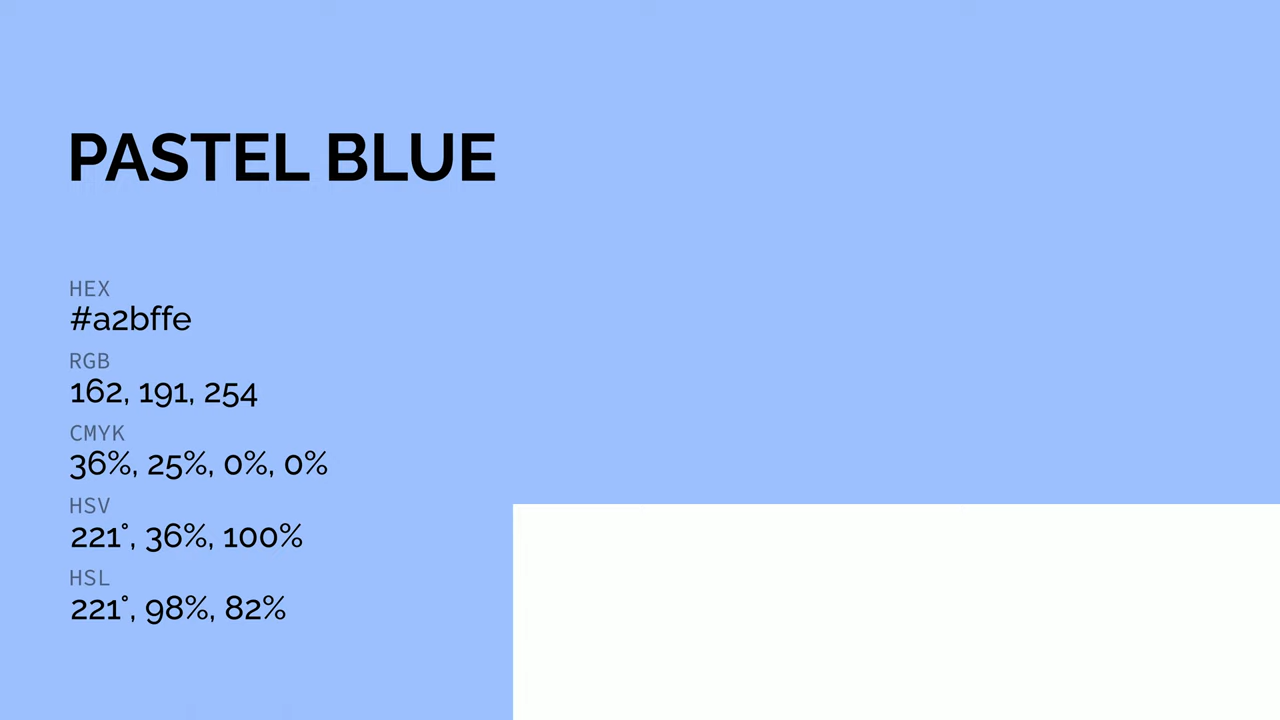 PASTEL BLUE
HEX
#a2bffe
RGB
162, 191, 254
CMYK
36%, 25%, 0%, 0%
HSV
221°, 36%, 100%
HSL
221°, 98%, 82%